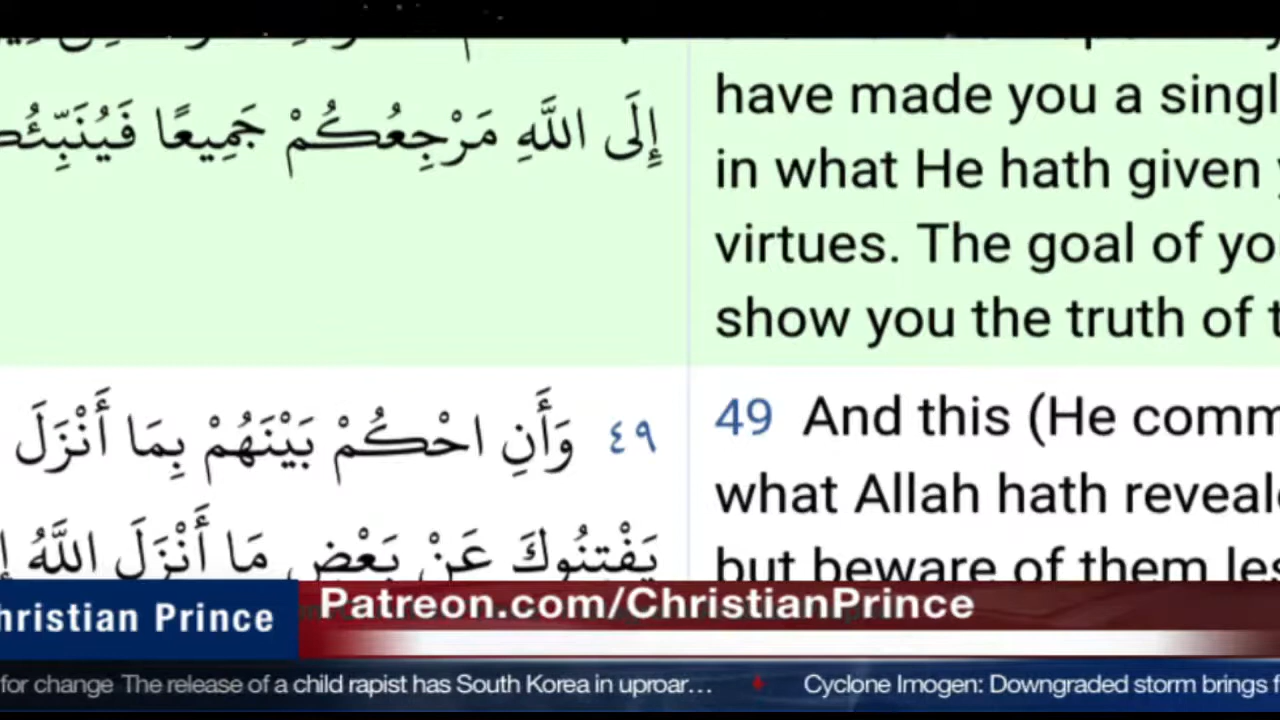 إِلَى اللَّهِ مَرْجِعُكُمْ جَمِيعًا
٤٩ وَأَنِ احْكُمْ بَيْنَهُمْ بِمَا أَنْزَلَ
يَفْتِنُوكَ عَنْ بَعْضِ مَا أَنْزَلَ اللَّهُ
have made you a singl
in what He hath given
virtues. The goal of yo
show you the truth of t
49 And this (He comm
what Allah hath reveale
but beware of them les
hristian Prince
Patreon.com/ChristianPrince
for change The release of a child rapist has South Korea in uproar... Cyclone Imogen: Downgraded storm brings f